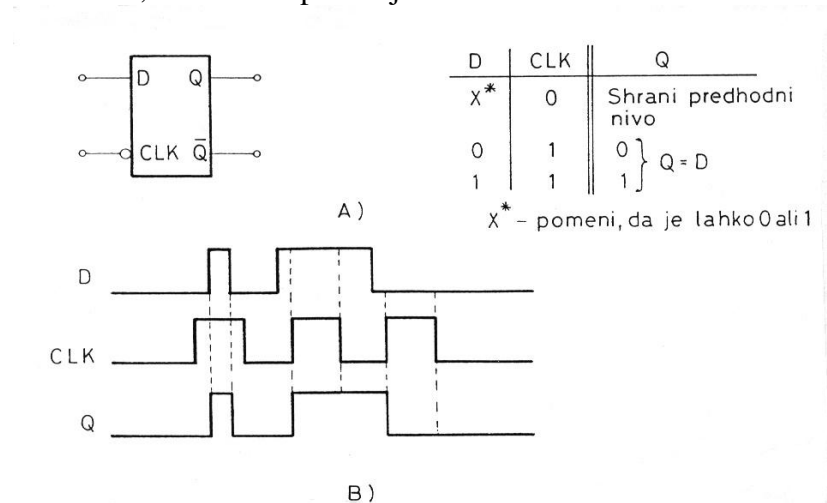 D Q
CLK Q̅
D CLK Q
X* 0 Shrani predhodni
nivo
0 1 0
1 1 1
Q = D
A)
X* – pomeni, da je lahko 0 ali 1
D
CLK
Q
B)